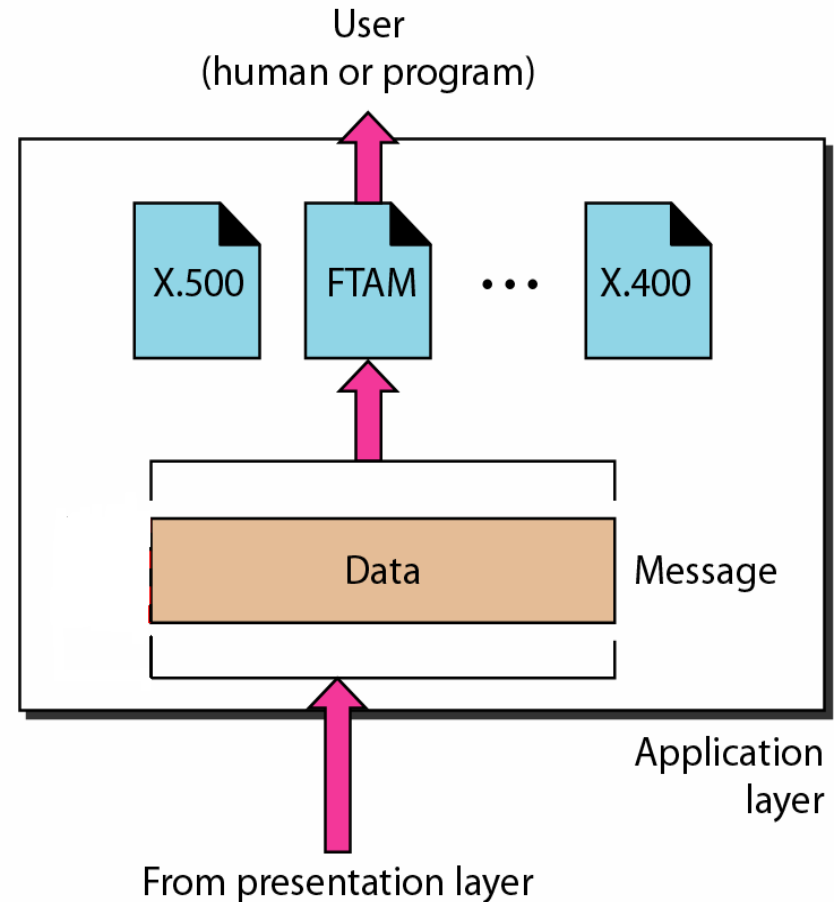 User
(human or program)
X.500 FTAM ... X.400
Data
Message
Application
layer
From presentation layer